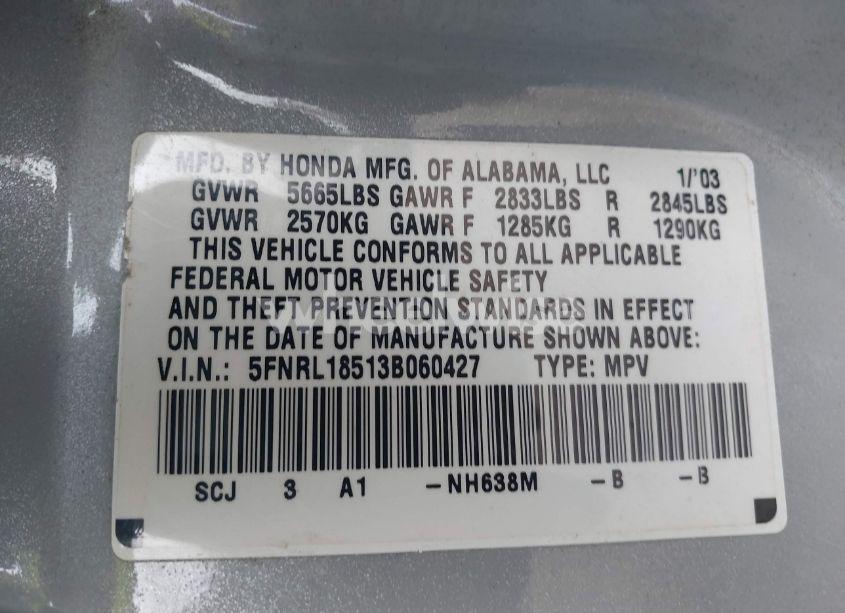 MFD. BY HONDA MFG. OF ALABAMA, LLC 1/'03
GVWR 5665LBS GAWR F 2833LBS R 2845LBS
GVWR 2570KG GAWR F 1285KG R 1290KG
THIS VEHICLE CONFORMS TO ALL APPLICABLE
FEDERAL MOTOR VEHICLE SAFETY
AND THEFT PREVENTION STANDARDS IN EFFECT
ON THE DATE OF MANUFACTURE SHOWN ABOVE:
V.I.N.: 5FNRL18513B060427 TYPE: MPV
SCJ 3 A1 -NH638M -B -B